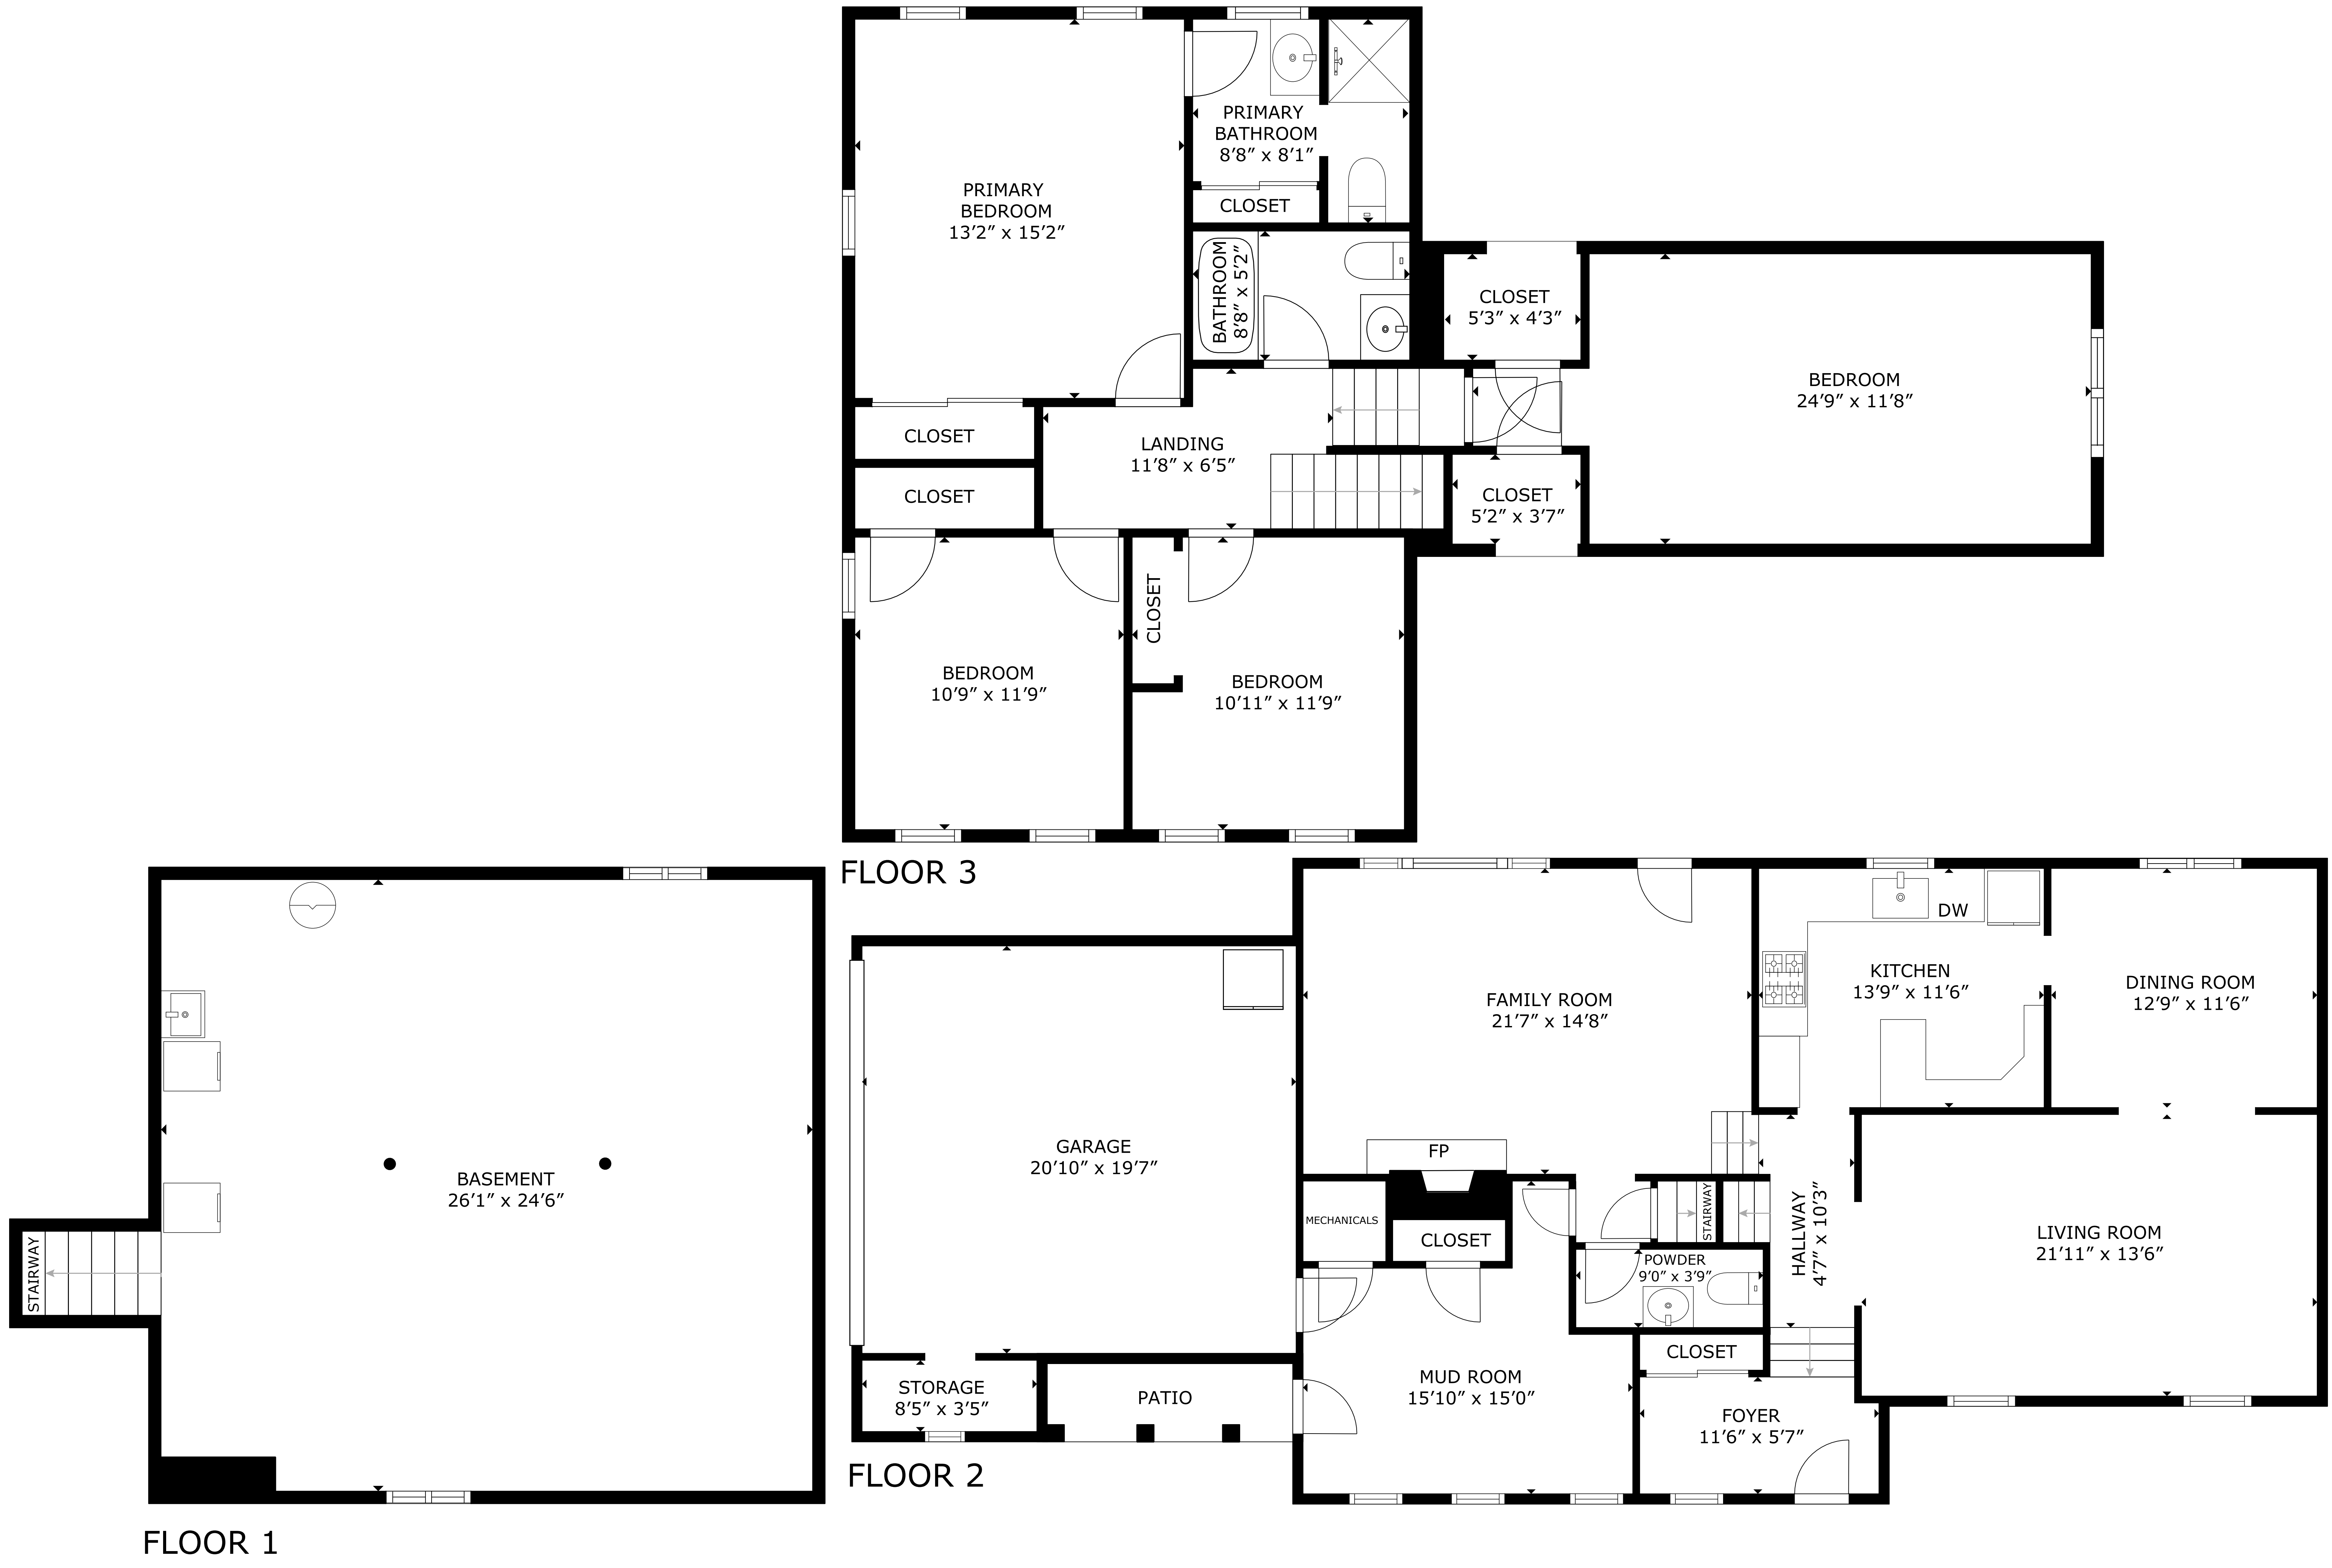 PRIMARY
BATHROOM
8’8” x 8’1”
CLOSET
PRIMARY
BEDROOM
13’2” x 15’2”
BATHROOM
8’8” x 5’2”
CLOSET
5’3” x 4’3”
BEDROOM
24’9” x 11’8”
CLOSET
LANDING
11’8” x 6’5”
CLOSET
CLOSET
5’2” x 3’7”
CLOSET
BEDROOM
10’9” x 11’9”
BEDROOM
10’11” x 11’9”
FLOOR 3
BASEMENT
26’1” x 24’6”
STAIRWAY
FLOOR 1
GARAGE
20’10” x 19’7”
FAMILY ROOM
21’7” x 14’8”
FP
DW
KITCHEN
13’9” x 11’6”
DINING ROOM
12’9” x 11’6”
MECHANICALS
CLOSET
STAIRWAY
HALLWAY
4’7” x 10’3”
LIVING ROOM
21’11” x 13’6”
POWDER
9’0” x 3’9”
CLOSET
STORAGE
8’5” x 3’5”
PATIO
MUD ROOM
15’10” x 15’0”
FOYER
11’6” x 5’7”
FLOOR 2